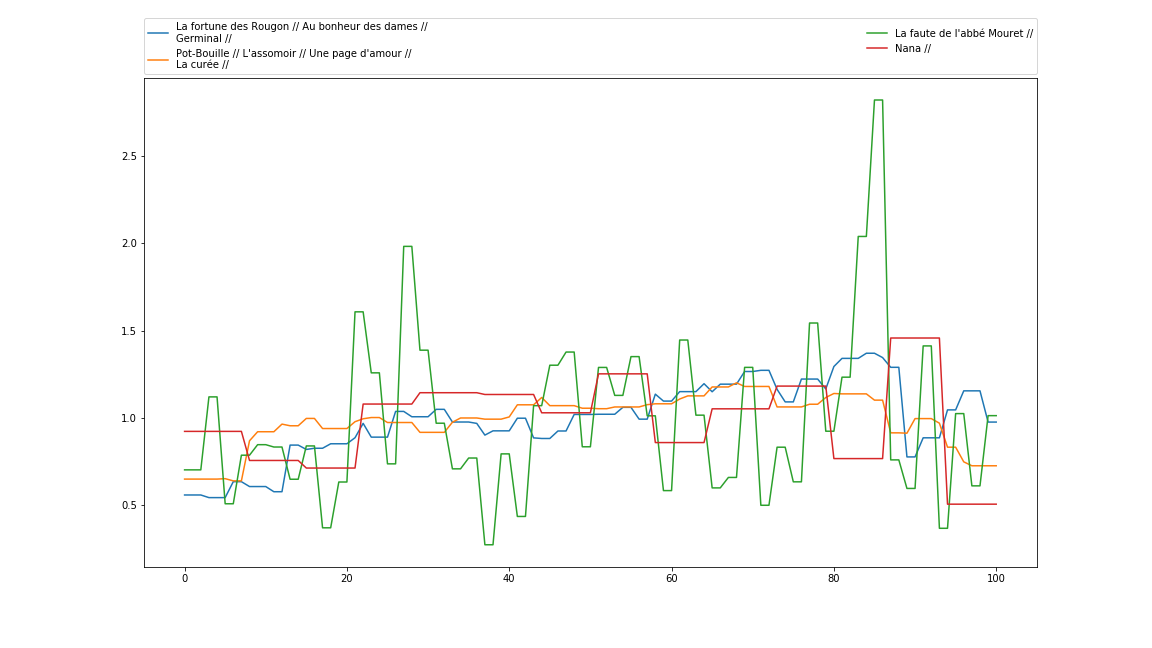 La fortune des Rougon // Au bonheur des dames //
Germinal //
Pot-Bouille // L'assomoir // Une page d'amour //
La curée //
La faute de l'abbé Mouret //
Nana //
2.5
2.0
1.5
1.0
0.5
0 20 40 60 80 100